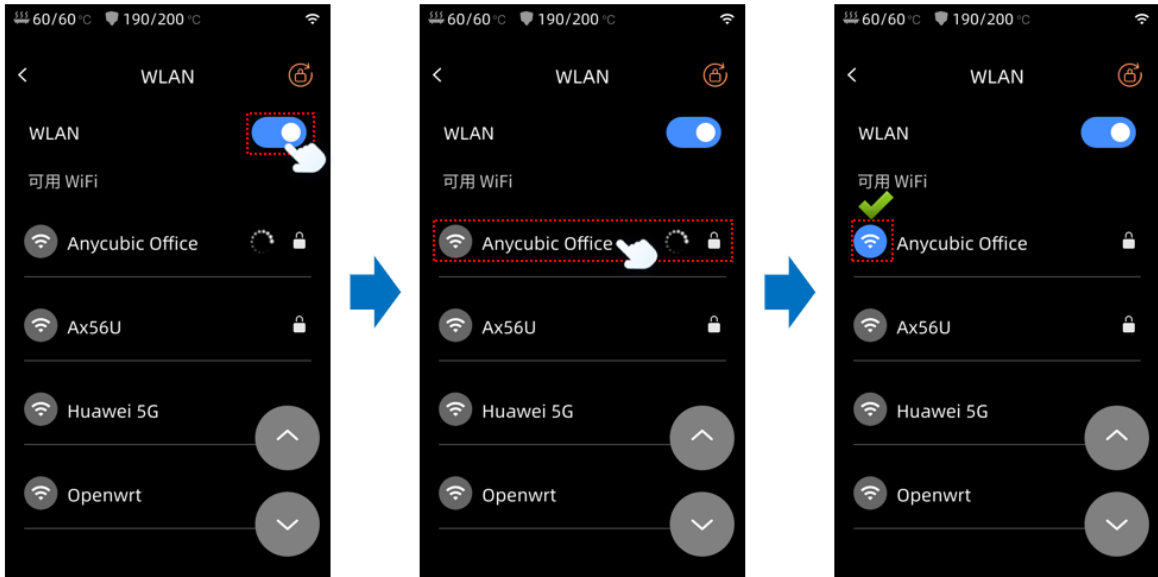 60/60 °C 190/200 °C
WLAN
WLAN
可用 WiFi
Anycubic Office
Ax56U
Huawei 5G
Openwrt
60/60 °C 190/200 °C
WLAN
WLAN
可用 WiFi
Anycubic Office
Ax56U
Huawei 5G
Openwrt
60/60 °C 190/200 °C
WLAN
WLAN
可用 WiFi
Anycubic Office
Ax56U
Huawei 5G
Openwrt